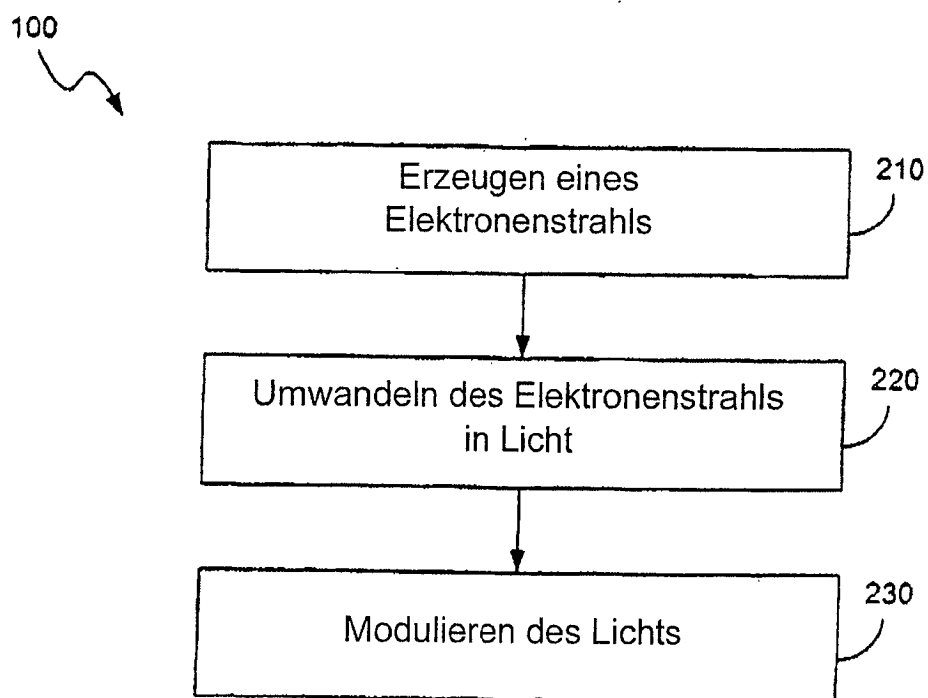 100
Erzeugen eines
Elektronenstrahls
210
Umwandeln des Elektronenstrahls
in Licht
220
Modulieren des Lichts
230